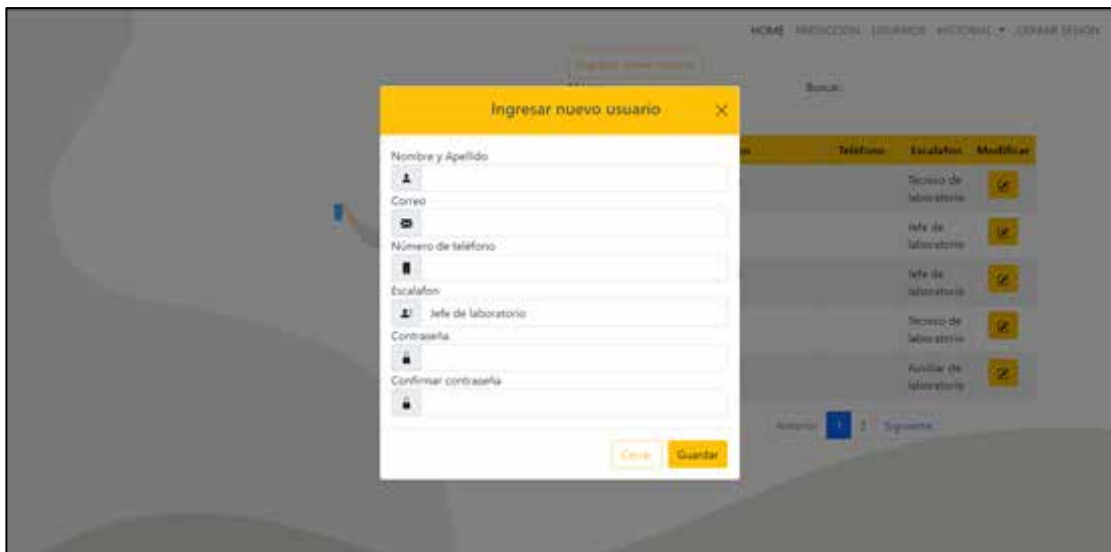 HOME PREDICCION USUARIOS HISTORIAL CERRAR SESION
Ingresar nuevo usuario
Buscar:
Ingresar nuevo usuario
Teléfono Escalafon Modificar
Nombre y Apellido
Correo
Número de teléfono
Escalafon
Jefe de laboratorio
Contraseña
Confirmar contraseña
Cerrar Guardar
Tecnico de
laboratorio
Jefe de
laboratorio
Jefe de
laboratorio
Tecnico de
laboratorio
Auxiliar de
laboratorio
Anterior 1 2 Siguiente